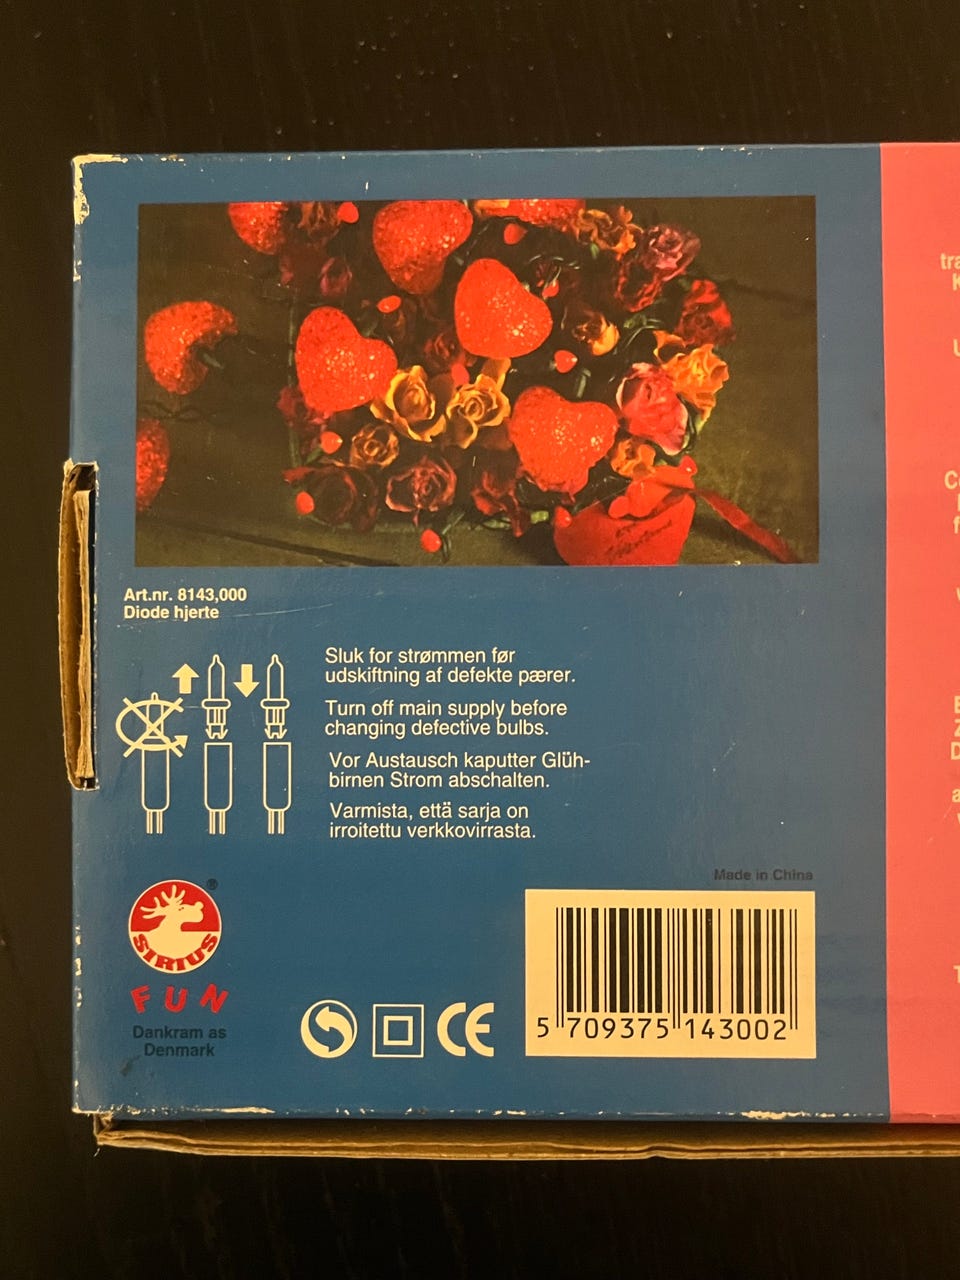 Art.nr. 8143,000
Diode hjerte
Sluk for strømmen før
udskiftning af defekte pærer.
Turn off main supply before
changing defective bulbs.
Vor Austausch kaputter Glüh-
birnen Strom abschalten.
Varmista, että sarja on
irroitettu verkkovirrasta.
Made in China
SIRIUS ®
FUN
Dankram as
Denmark
CE
5 709375 143002